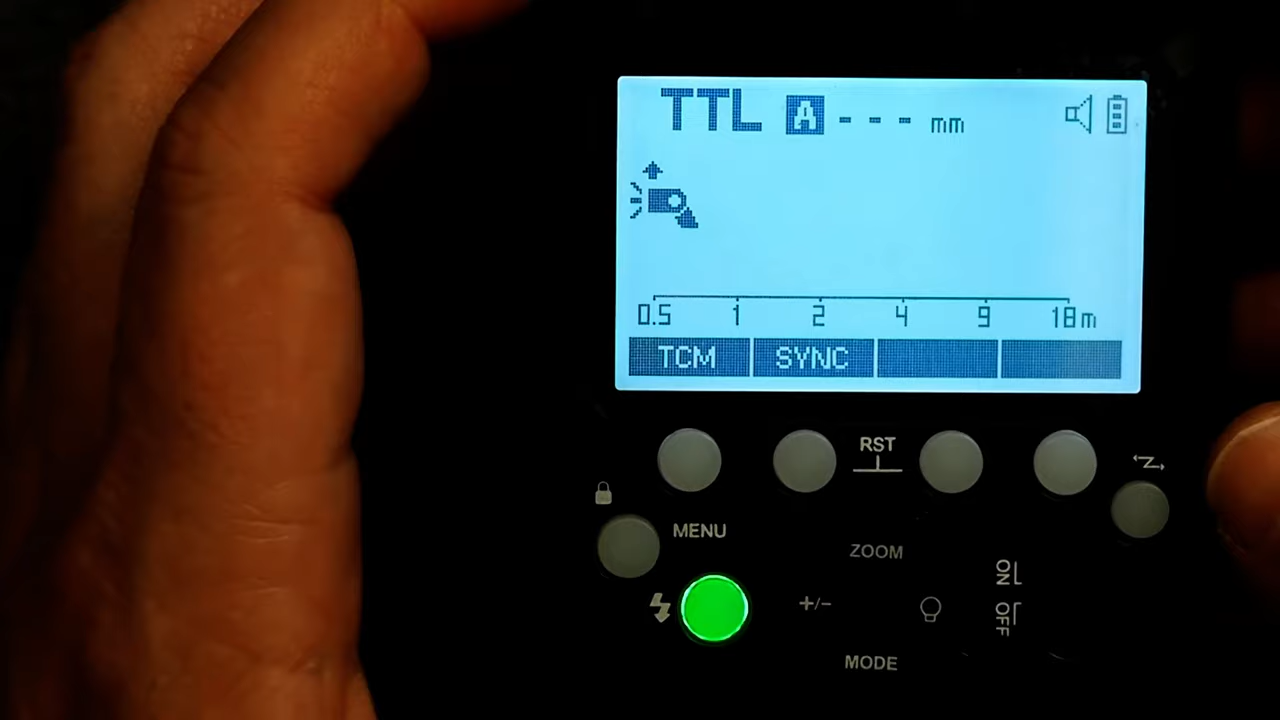 TTL A - - - mm
0.5 1 2 4 9 18m
TCM SYNC
RST
MENU
ZOOM
ON
+/-
OFF
MODE